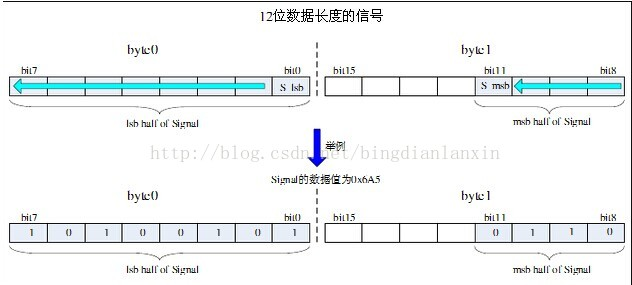 12位数据长度的信号
byte0 byte1
bit7 bit0 bit15 bit11 bit8
S lsb S msb
lsb half of Signal msb half of Signal
http://blog.csdn.net/bingdianlanxin
举例
Signal的数据值为0x6A5
byte0 byte1
bit7 bit0 bit15 bit11 bit8
1 0 1 0 0 1 0 1 0 1 1 0
lsb half of Signal msb half of Signal